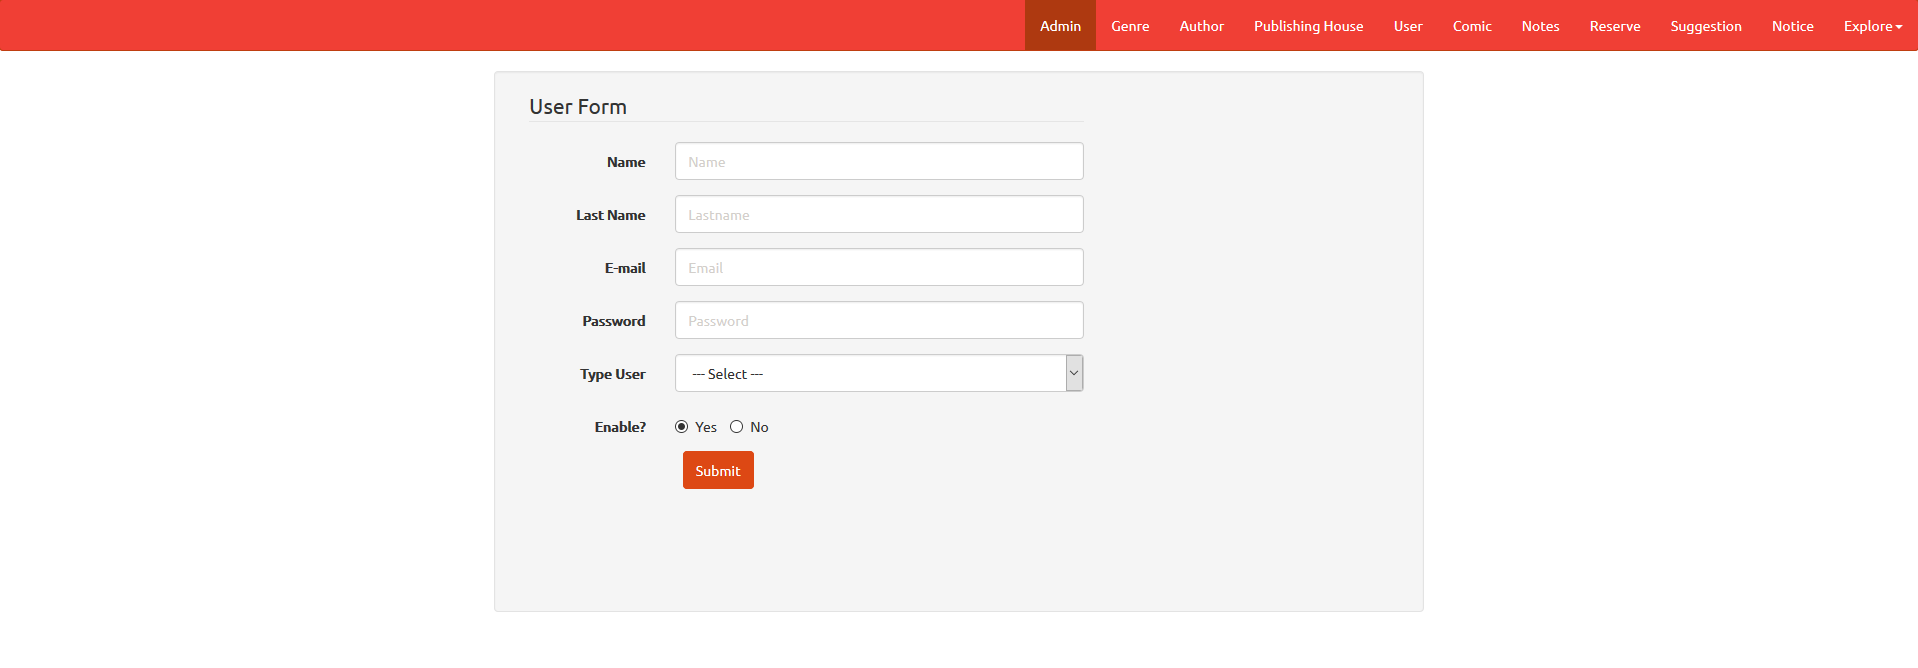 Admin Genre Author Publishing House User Comic Notes Reserve Suggestion Notice Explore
User Form
Name Name
Last Name Lastname
E-mail Email
Password Password
Type User --- Select ---
Enable? Yes No
Submit